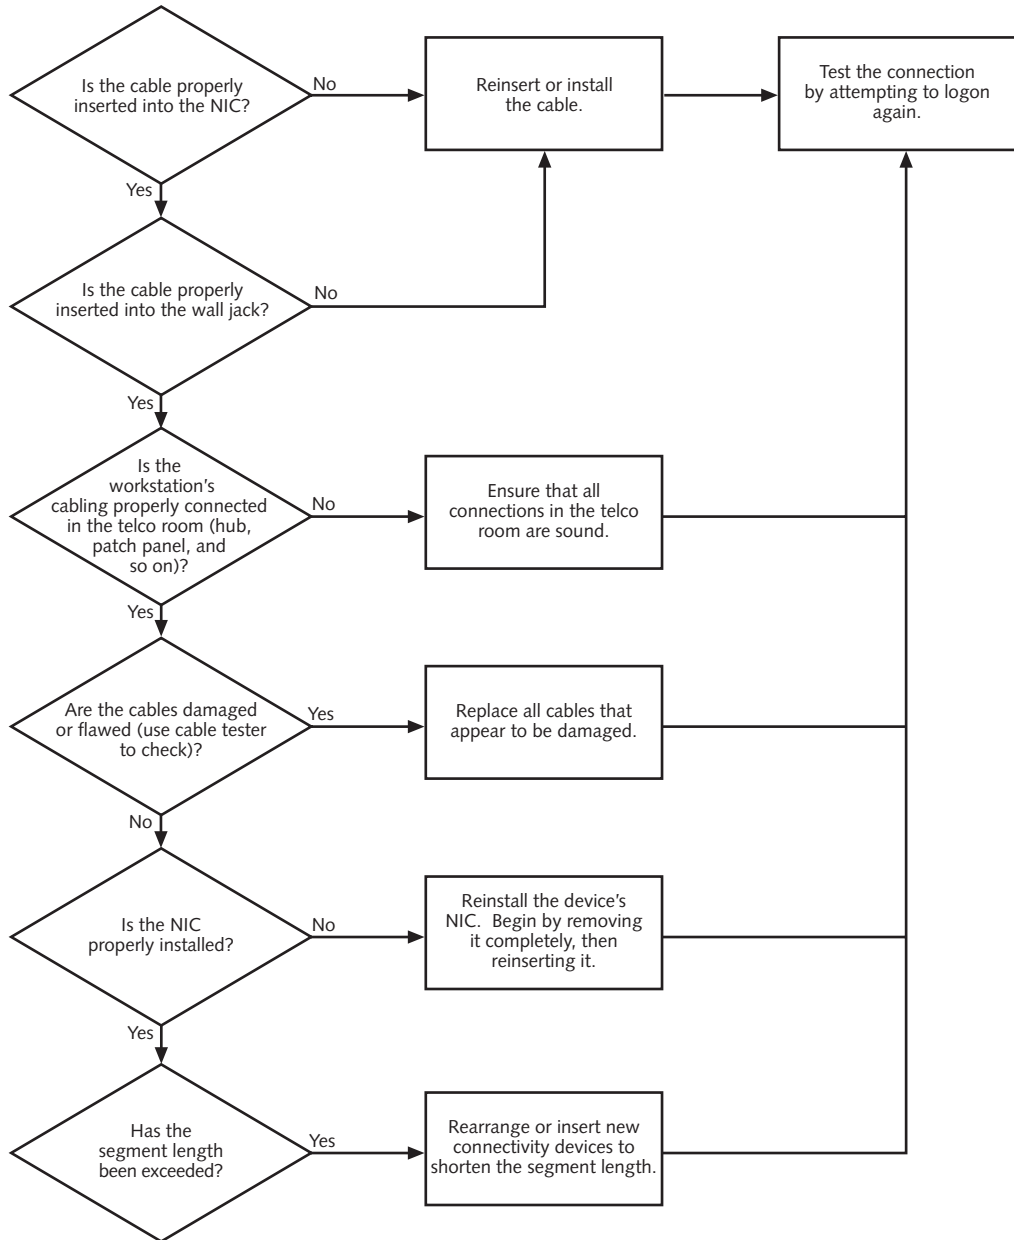 Is the cable properly
inserted into the NIC?
No
Reinsert or install
the cable.
Test the connection
by attempting to logon
again.
Yes
Is the cable properly
inserted into the wall jack?
No
Yes
Is the
workstation's
cabling properly connected
in the telco room (hub,
patch panel, and
so on)?
No
Ensure that all
connections in the telco
room are sound.
Yes
Are the cables damaged
or flawed (use cable tester
to check)?
Yes
Replace all cables that
appear to be damaged.
No
Is the NIC
properly installed?
No
Reinstall the device's
NIC. Begin by removing
it completely, then
reinserting it.
Yes
Has the
segment length
been exceeded?
Yes
Rearrange or insert new
connectivity devices to
shorten the segment length.